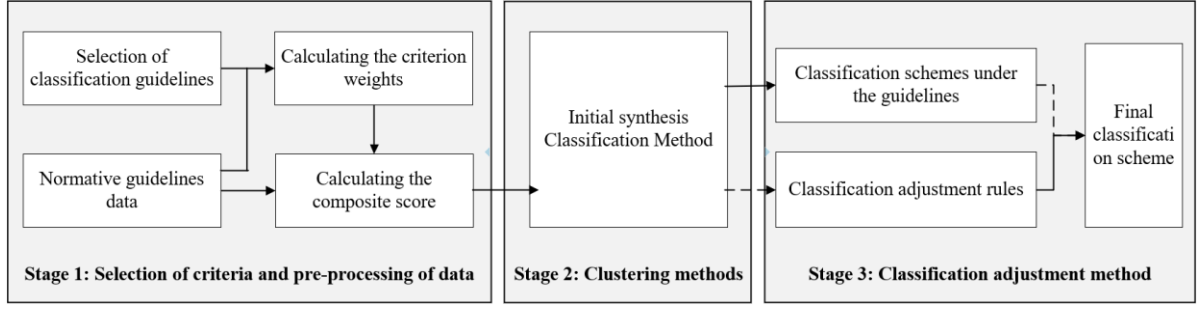 Selection of
classification guidelines
Calculating the criterion
weights
Normative guidelines
data
Calculating the
composite score
Stage 1: Selection of criteria and pre-processing of data
Initial synthesis
Classification Method
Stage 2: Clustering methods
Classification schemes under
the guidelines
Classification adjustment rules
Final
classificati
on scheme
Stage 3: Classification adjustment method